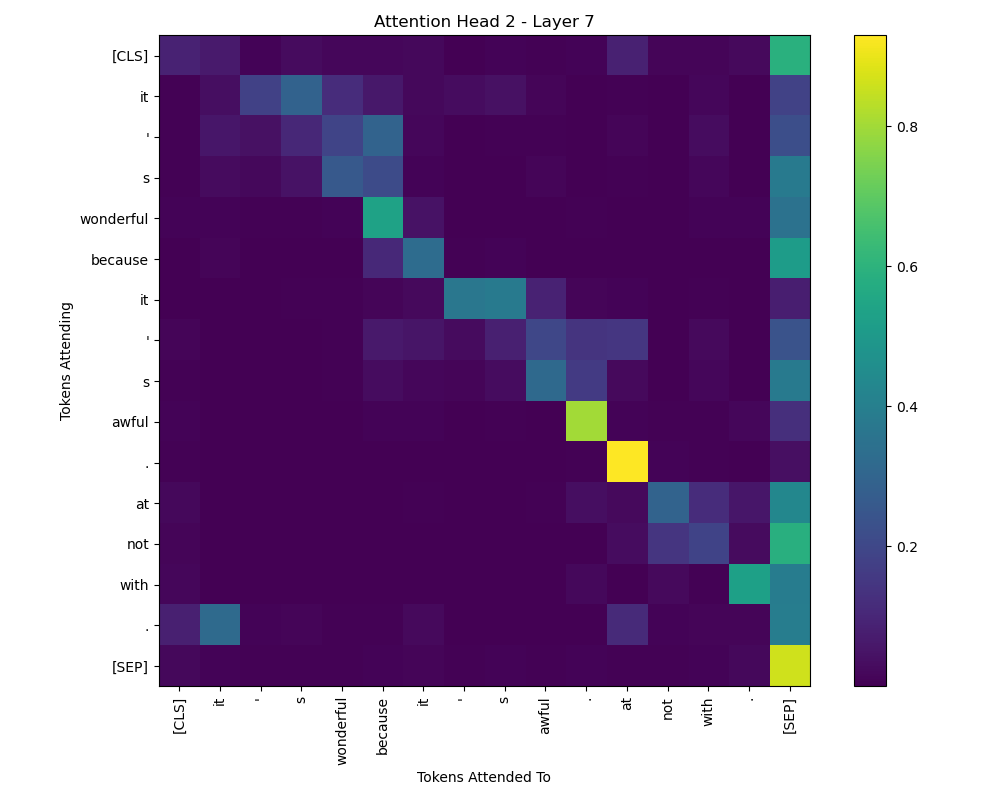 Attention Head 2 - Layer 7
Tokens Attending
[CLS]
it
'
s
wonderful
because
it
'
s
awful
.
at
not
with
.
[SEP]
[CLS]
it
'
s
wonderful
because
it
'
s
awful
.
at
not
with
.
[SEP]
Tokens Attended To
0.8
0.6
0.4
0.2